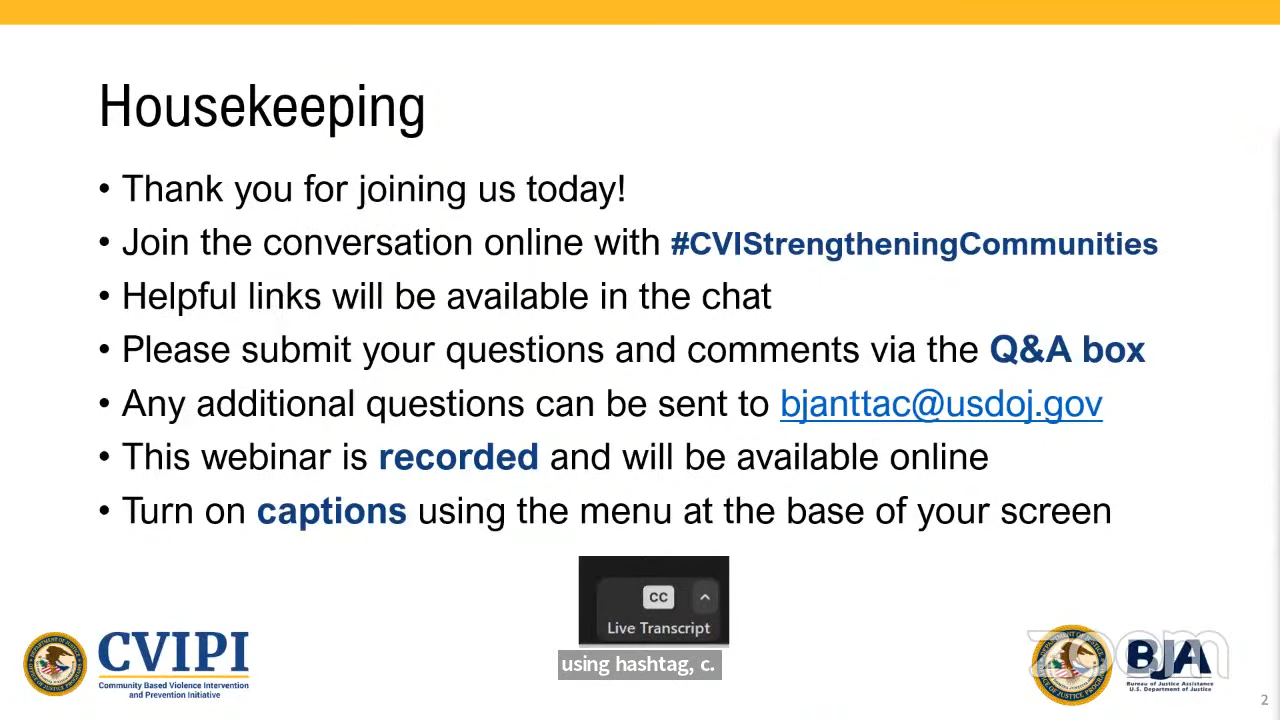 Housekeeping
• Thank you for joining us today!
• Join the conversation online with #CVIStrengtheningCommunities
• Helpful links will be available in the chat
• Please submit your questions and comments via the Q&A box
• Any additional questions can be sent to bjanttac@usdoj.gov
• This webinar is recorded and will be available online
• Turn on captions using the menu at the base of your screen
CC
Live Transcript
using hashtag, c.
CVIPI
Community Based Violence Intervention
and Prevention Initiative
zoom
BJA
Bureau of Justice Assistance
U.S. Department of Justice
2